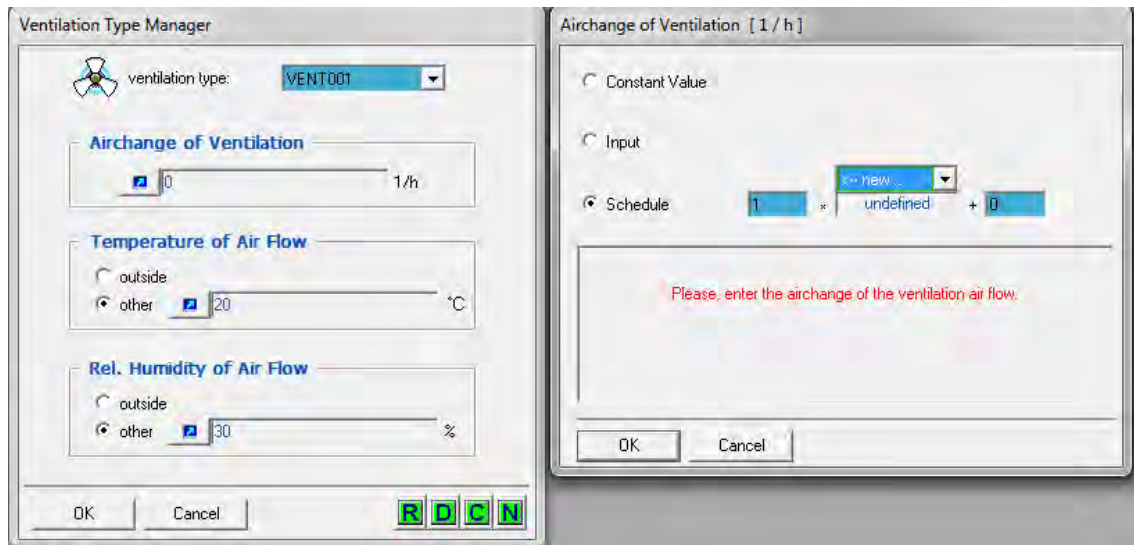 Ventilation Type Manager
ventilation type: VENT001
Airchange of Ventilation
0 1/h
Temperature of Air Flow
outside
other 20 °C
Rel. Humidity of Air Flow
outside
other 30 %
OK Cancel R D C N
Airchange of Ventilation [ 1 / h ]
Constant Value
Input
<-- new ...
Schedule 1 * undefined + 0
Please, enter the airchange of the ventilation air flow.
OK Cancel